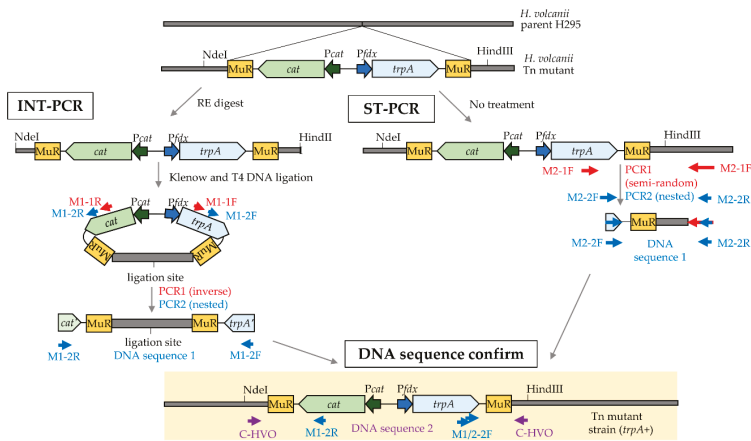 H. volcanii
parent H295
NdeI
MuR
cat
Pcat
Pfdx
trpA
MuR
HindIII
H. volcanii
Tn mutant
INT-PCR
RE digest
ST-PCR
No treatment
NdeI
MuR
cat
Pcat
Pfdx
trpA
MuR
HindII
NdeI
MuR
cat
Pcat
Pfdx
trpA
MuR
HindIII
Klenow and T4 DNA ligation
M2-1F
PCR1
(semi-random)
PCR2 (nested)
M2-1F
M1-1R
M1-2R
Pcat
Pfdx
M1-1F
M1-2F
cat
trpA
MuR
MuR
ligation site
M2-2F
M2-2R
MuR
M2-2F
DNA
sequence 1
M2-2R
PCR1 (inverse)
PCR2 (nested)
cat
MuR
MuR
trpA'
ligation site
M1-2R
DNA sequence 1
M1-2F
DNA sequence confirm
NdeI
MuR
cat
Pcat
Pfdx
trpA
MuR
HindIII
C-HVO
M1-2R
DNA sequence 2
M1/2-2F
C-HVO
Tn mutant
strain (trpA+)